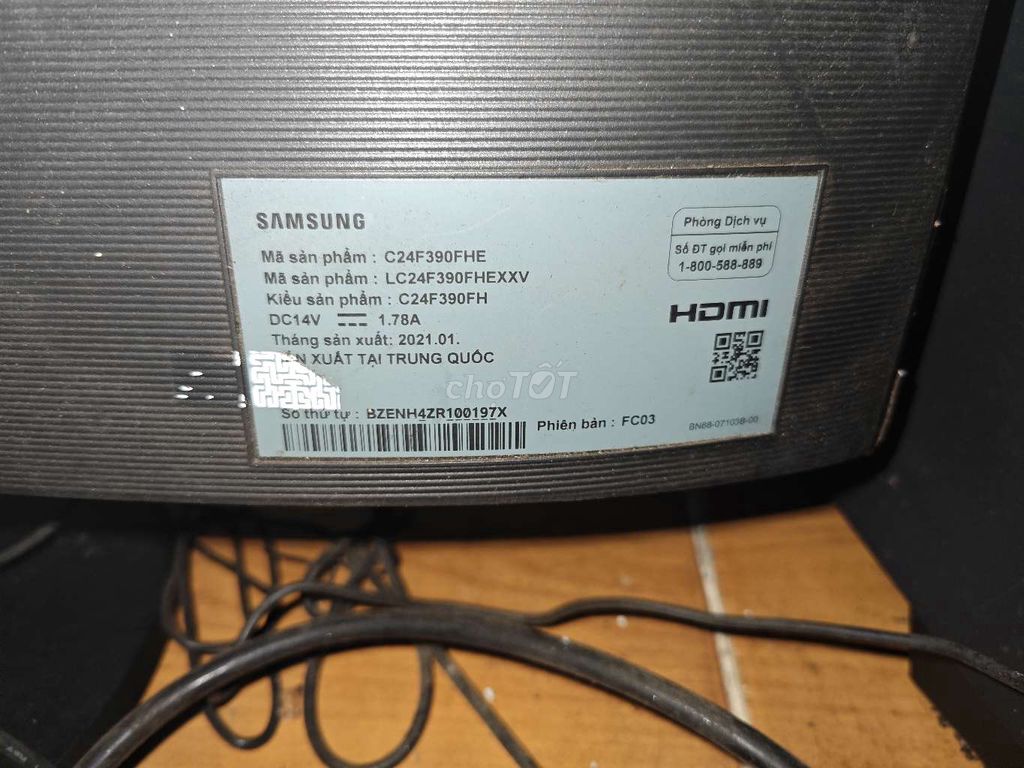 SAMSUNG
Mã sản phẩm : C24F390FHE
Mã sản phẩm : LC24F390FHEXXV
Kiểu sản phẩm : C24F390FH
DC14V 1.78A
Tháng sản xuất: 2021.01.
XUẤT TẠI TRUNG QUỐC
Số thứ tự : BZENH4ZR100197X
Phiên bản : FC03
Phòng Dịch vụ
Số ĐT gọi miễn phí
1-800-588-889
HDMI
BN68-07103B-00
choTỐT